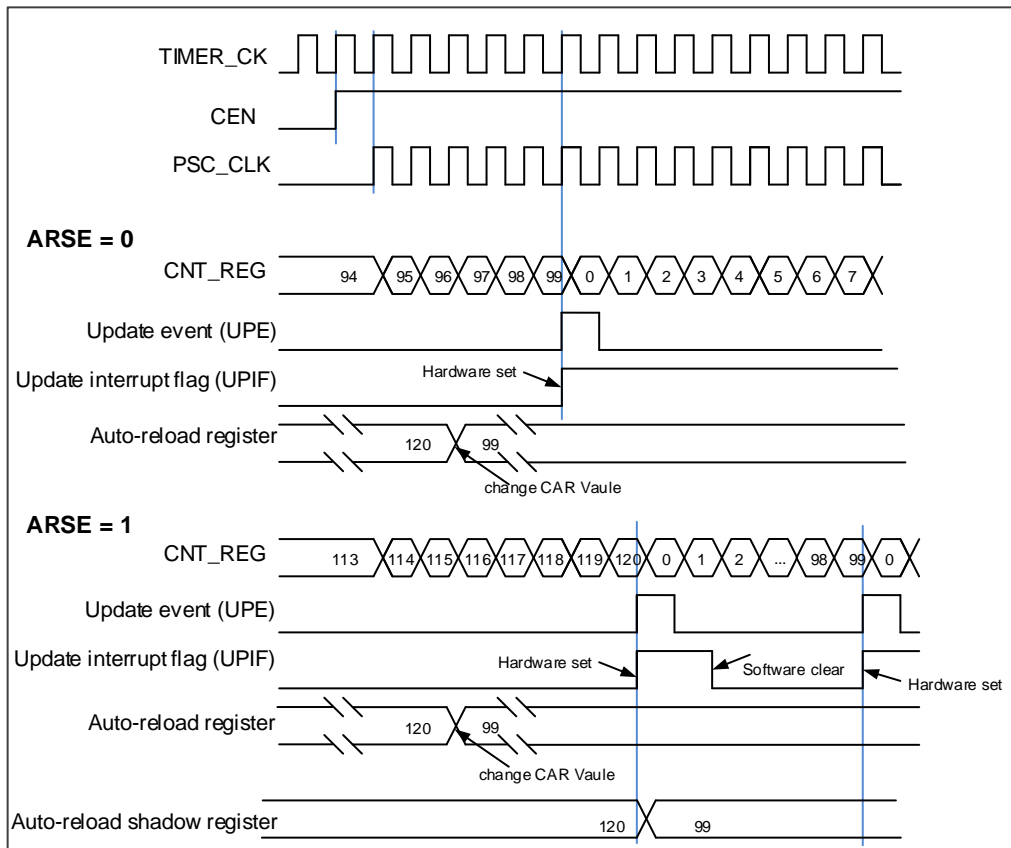 TIMER_CK
CEN
PSC_CLK
ARSE = 0
CNT_REG 94 95 96 97 98 99 0 1 2 3 4 5 6 7
Update event (UPE)
Update interrupt flag (UPIF) Hardware set
Auto-reload register 120 99
change CAR Vaule
ARSE = 1
CNT_REG 113 114 115 116 117 118 119 120 0 1 2 ... 98 99 0
Update event (UPE)
Update interrupt flag (UPIF) Hardware set Software clear Hardware set
Auto-reload register 120 99
change CAR Vaule
Auto-reload shadow register 120 99